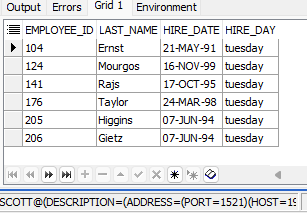 Output Errors Grid 1 Environment
EMPLOYEE_ID LAST_NAME HIRE_DATE HIRE_DAY
104 Ernst 21-MAY-91 tuesday
124 Mourgos 16-NOV-99 tuesday
141 Rajs 17-OCT-95 tuesday
176 Taylor 24-MAR-98 tuesday
205 Higgins 07-JUN-94 tuesday
206 Gietz 07-JUN-94 tuesday
SCOTT@(DESCRIPTION=(ADDRESS=(PORT=1521)(HOST=19